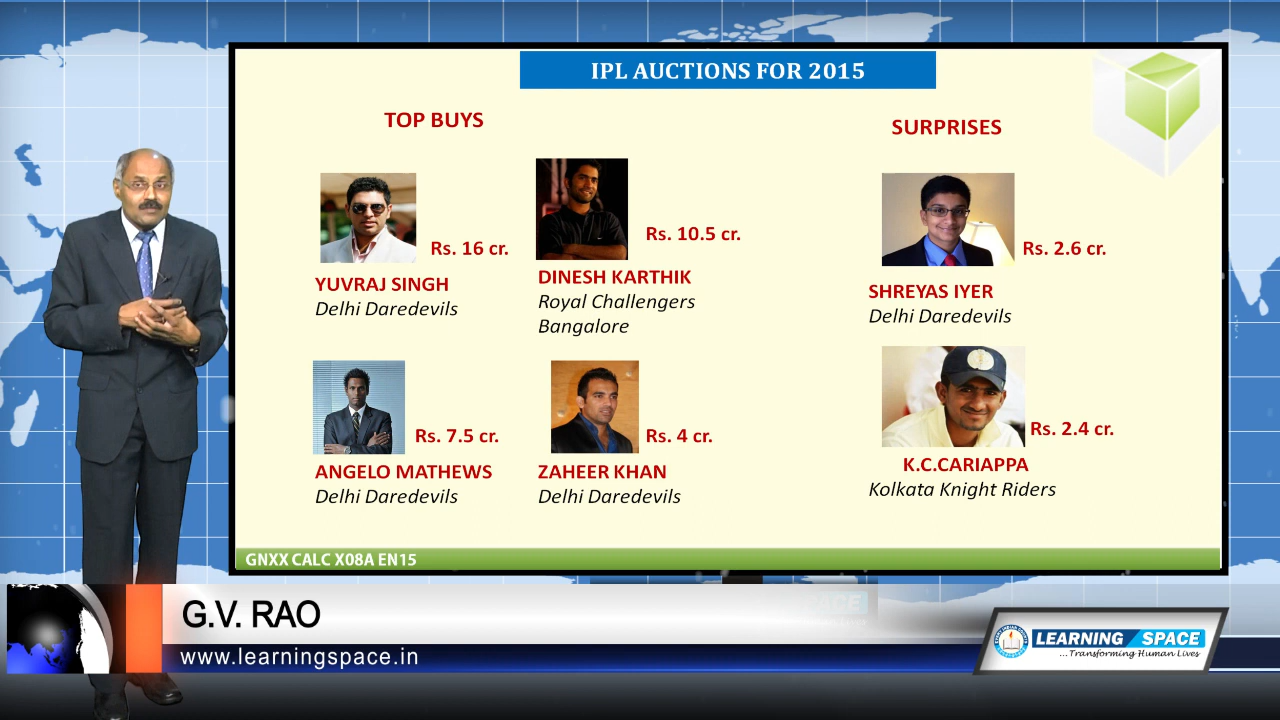 IPL AUCTIONS FOR 2015
TOP BUYS
SURPRISES
Rs. 16 cr.
YUVRAJ SINGH
Delhi Daredevils
Rs. 10.5 cr.
DINESH KARTHIK
Royal Challengers
Bangalore
Rs. 2.6 cr.
SHREYAS IYER
Delhi Daredevils
Rs. 7.5 cr.
ANGELO MATHEWS
Delhi Daredevils
Rs. 4 cr.
ZAHEER KHAN
Delhi Daredevils
Rs. 2.4 cr.
K.C.CARIAPPA
Kolkata Knight Riders
GNXX CALC X08A EN15
G.V. RAO
www.learningspace.in
LEARNING SPACE
...Transforming Human Lives